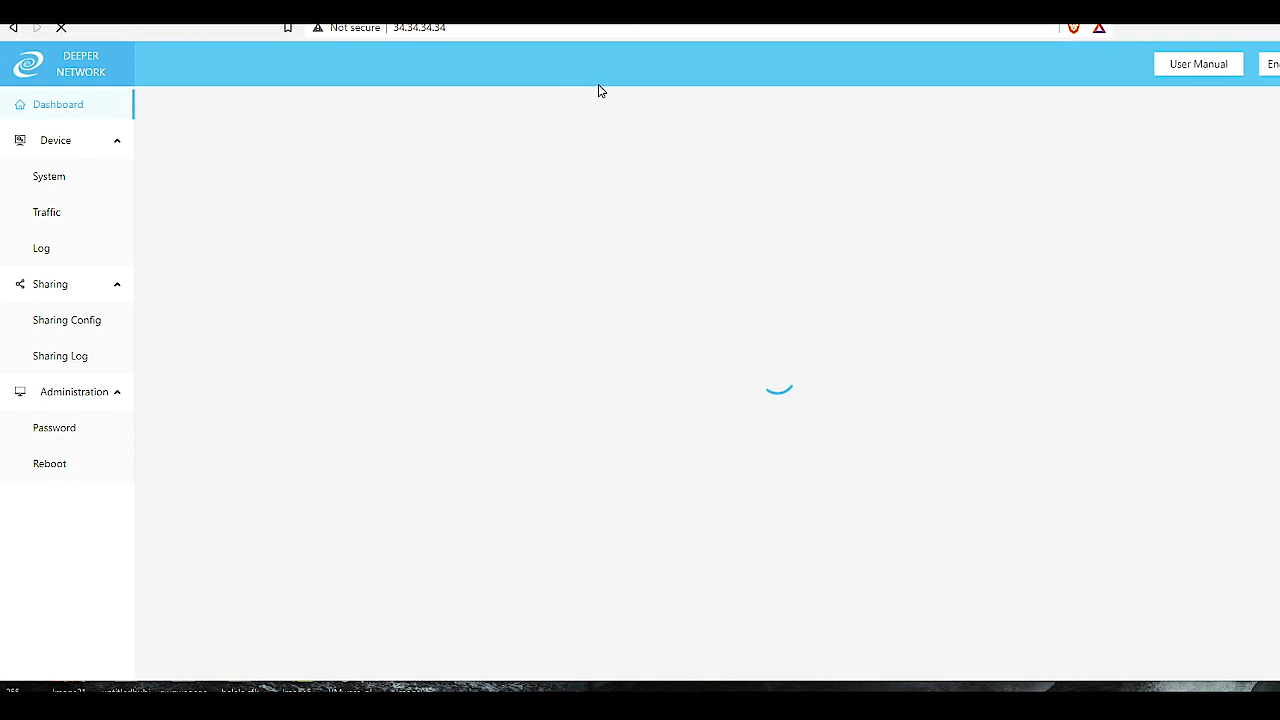 Not secure
34.34.34.34
DEEPER
NETWORK
User Manual
Dashboard
Device
System
Traffic
Log
Sharing
Sharing Config
Sharing Log
Administration
Password
Reboot